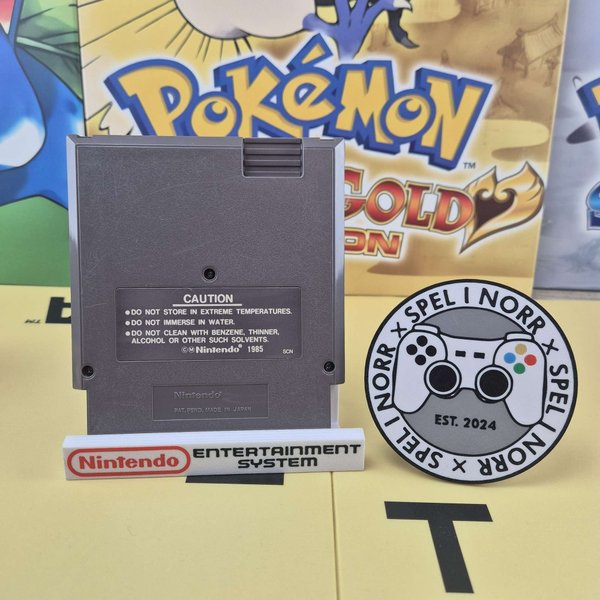 POKéMON
GOLD
ION
TM
CAUTION
●DO NOT STORE IN EXTREME TEMPERATURES.
●DO NOT IMMERSE IN WATER.
●DO NOT CLEAN WITH BENZENE, THINNER,
ALCOHOL OR OTHER SUCH SOLVENTS.
©Ⓜ Nintendo® 1985
SCN
Nintendo®
PAT. PEND. MADE IN JAPAN
Nintendo
ENTERTAINMENT
SYSTEM
SPEL I NORR × SPEL I NORR × SPEL I NORR ×
EST. 2024
T